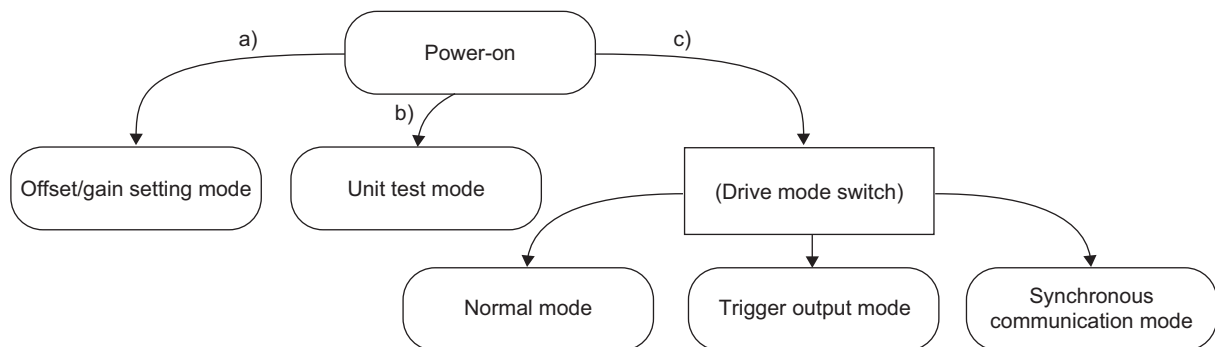 a)
Power-on
c)
b)
Offset/gain setting mode
Unit test mode
(Drive mode switch)
Normal mode
Trigger output mode
Synchronous
communication mode